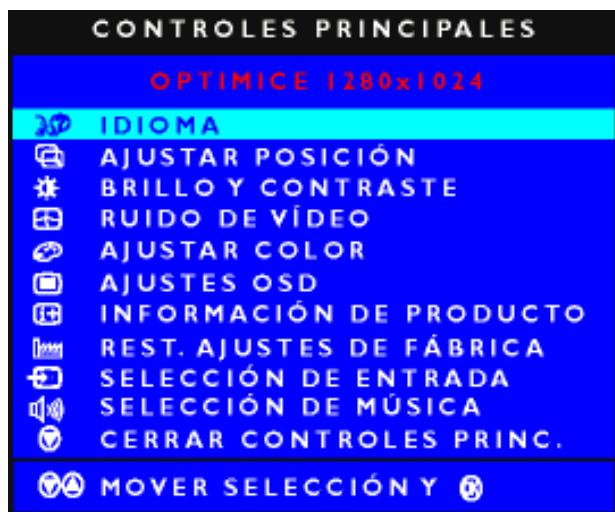 CONTROLES PRINCIPALES
OPTIMICE 1280x1024
IDIOMA
AJUSTAR POSICIÓN
BRILLO Y CONTRASTE
RUIDO DE VÍDEO
AJUSTAR COLOR
AJUSTES OSD
INFORMACIÓN DE PRODUCTO
REST. AJUSTES DE FÁBRICA
SELECCIÓN DE ENTRADA
SELECCIÓN DE MÚSICA
CERRAR CONTROLES PRINC.
MOVER SELECCIÓN Y OK